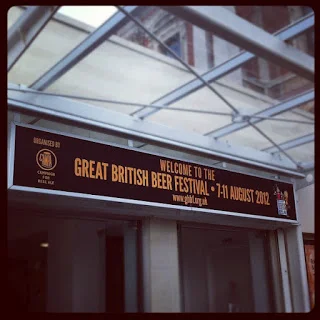 ORGANISED BY
CAMPAIGN
FOR
REAL ALE
WELCOME TO THE
GREAT BRITISH BEER FESTIVAL • 7-11 AUGUST 2012
www.gbbf.org.uk